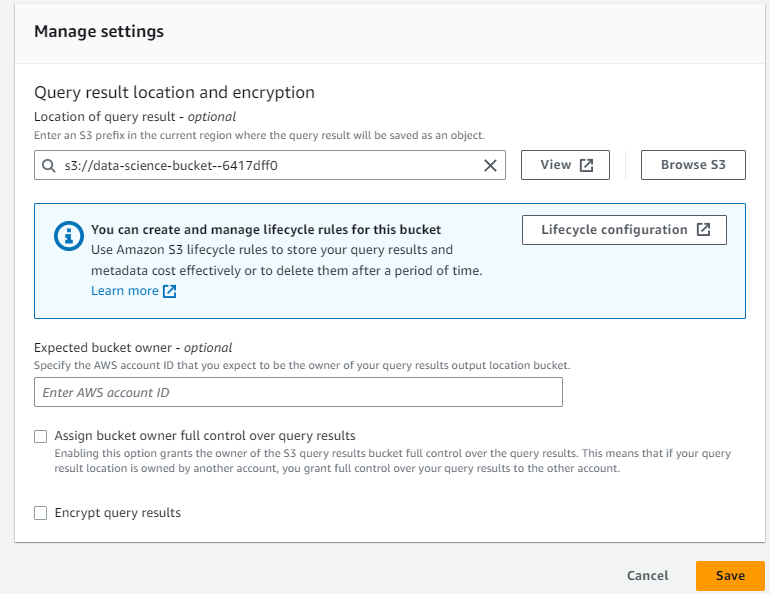 Manage settings
Query result location and encryption
Location of query result - optional
Enter an S3 prefix in the current region where the query result will be saved as an object.
s3://data-science-bucket--6417dff0
View
Browse S3
You can create and manage lifecycle rules for this bucket
Lifecycle configuration
Use Amazon S3 lifecycle rules to store your query results and
metadata cost effectively or to delete them after a period of time.
Learn more
Expected bucket owner - optional
Specify the AWS account ID that you expect to be the owner of your query results output location bucket.
Enter AWS account ID
Assign bucket owner full control over query results
Enabling this option grants the owner of the S3 query results bucket full control over the query results. This means that if your query
result location is owned by another account, you grant full control over your query results to the other account.
Encrypt query results
Cancel
Save